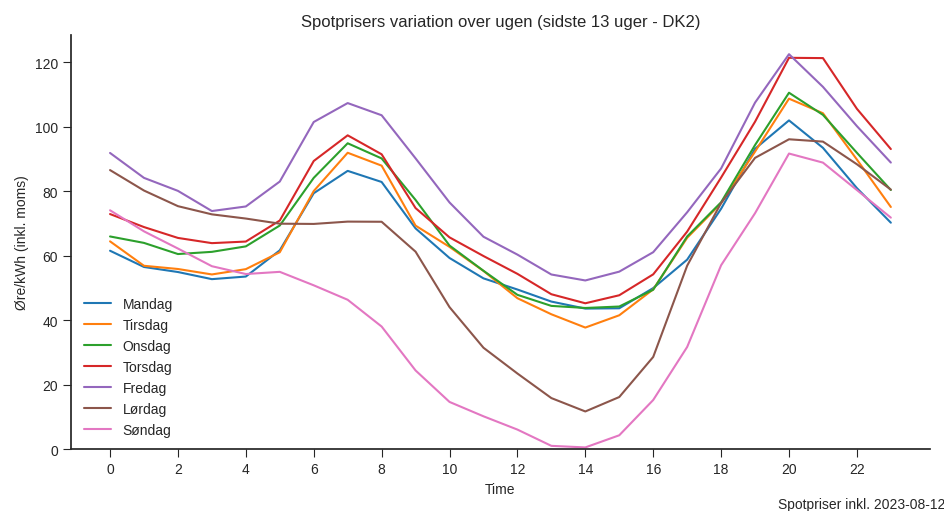 Spotprisers variation over ugen (sidste 13 uger - DK2)
Øre/kWh (inkl. moms)
120
100
80
60
40
20
0
Mandag
Tirsdag
Onsdag
Torsdag
Fredag
Lørdag
Søndag
0 2 4 6 8 10 12 14 16 18 20 22
Time
Spotpriser inkl. 2023-08-12